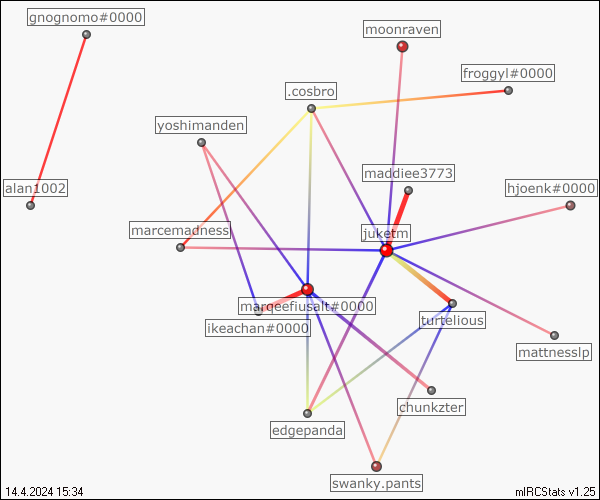 gnognomo#0000
moonraven
froggyl#0000
.cosbro
yoshimanden
maddiee3773
alan1002
hjoenk#0000
marcemadness
juketm
marqeefiusalt#0000
ikeachan#0000
turtelious
mattnesslp
chunkzter
edgepanda
swanky.pants
14.4.2024 15:34
mIRCStats v1.25